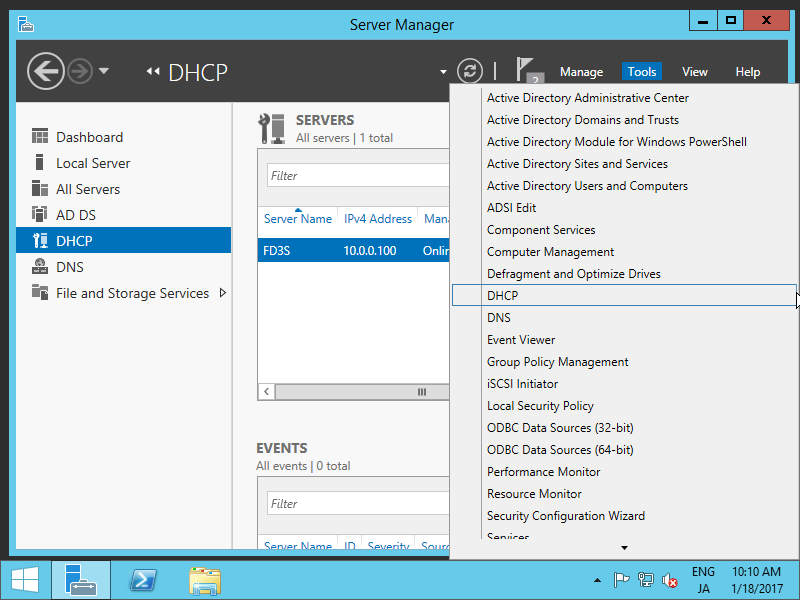 Server Manager
DHCP
2
Manage
Tools
View
Help
Dashboard
Local Server
All Servers
AD DS
DHCP
DNS
File and Storage Services
SERVERS
All servers | 1 total
Filter
Server Name IPv4 Address
FD3S 10.0.0.100
EVENTS
All events | 0 total
Filter
Server Name ID Severity
Active Directory Administrative Center
Active Directory Domains and Trusts
Active Directory Module for Windows PowerShell
Active Directory Sites and Services
Active Directory Users and Computers
ADSI Edit
Component Services
Computer Management
Defragment and Optimize Drives
DHCP
DNS
Event Viewer
Group Policy Management
iSCSI Initiator
Local Security Policy
ODBC Data Sources (32-bit)
ODBC Data Sources (64-bit)
Performance Monitor
Resource Monitor
Security Configuration Wizard
Services
ENG
JA
10:10 AM
1/18/2017